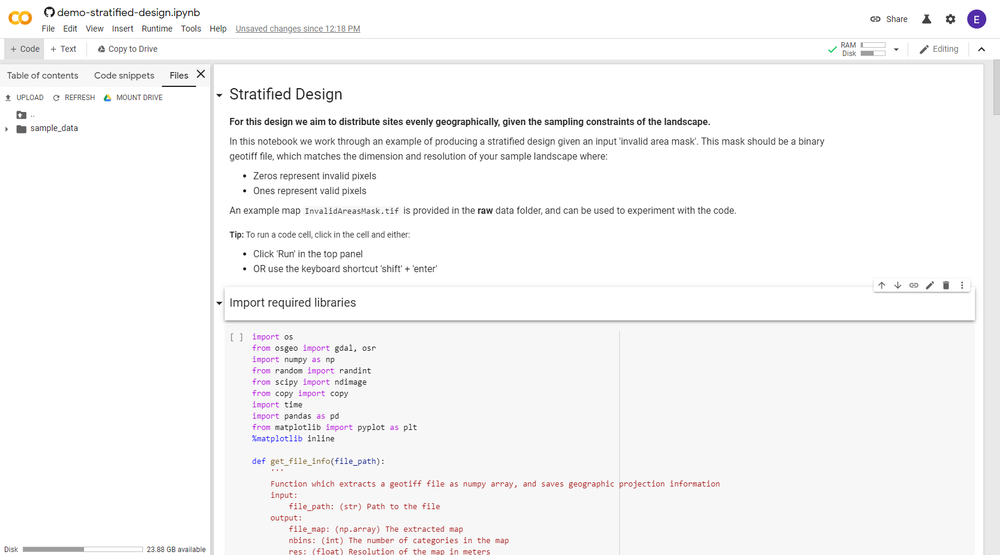 demo-stratified-design.ipynb
File Edit View Insert Runtime Tools Help Unsaved changes since 12:18 PM
Share
E
+ Code + Text Copy to Drive
RAM
Disk
Editing
Table of contents Code snippets Files
UPLOAD REFRESH MOUNT DRIVE
..
sample_data
Disk 23.88 GB available
Stratified Design
For this design we aim to distribute sites evenly geographically, given the sampling constraints of the landscape.
In this notebook we work through an example of producing a stratified design given an input 'invalid area mask'. This mask should be a binary
geotiff file, which matches the dimension and resolution of your sample landscape where:
• Zeros represent invalid pixels
• Ones represent valid pixels
An example map InvalidAreasMask.tif is provided in the raw data folder, and can be used to experiment with the code.
Tip: To run a code cell, click in the cell and either:
• Click 'Run' in the top panel
• OR use the keyboard shortcut 'shift' + 'enter'
Import required libraries
[ ] import os
from osgeo import gdal, osr
import numpy as np
from random import randint
from scipy import ndimage
from copy import copy
import time
import pandas as pd
from matplotlib import pyplot as plt
%matplotlib inline
def get_file_info(file_path):
'''
Function which extracts a geotiff file as numpy array, and saves geographic projection information
input:
file_path: (str) Path to the file
output:
file_map: (np.array) The extracted map
nbins: (int) The number of categories in the map
res: (float) Resolution of the map in meters